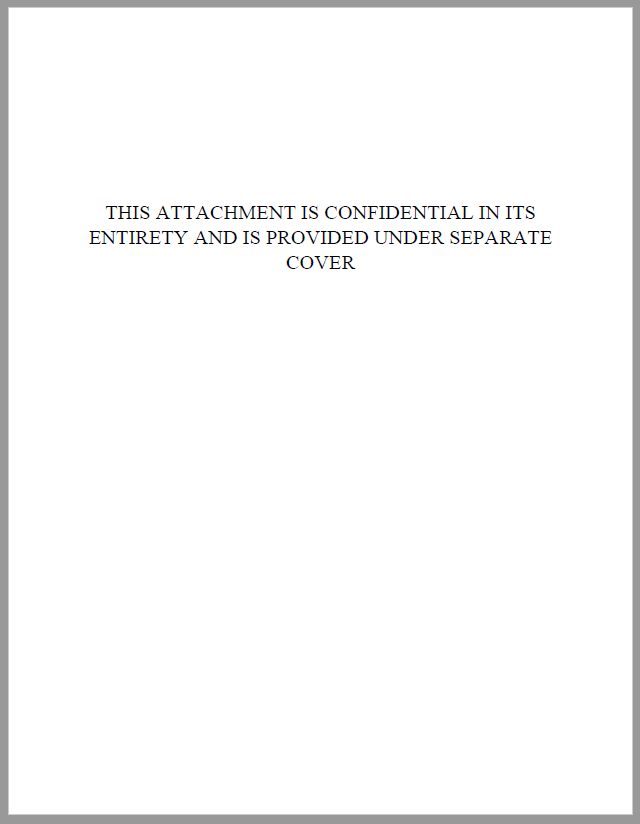 THIS ATTACHMENT IS CONFIDENTIAL IN ITS
ENTIRETY AND IS PROVIDED UNDER SEPARATE
COVER